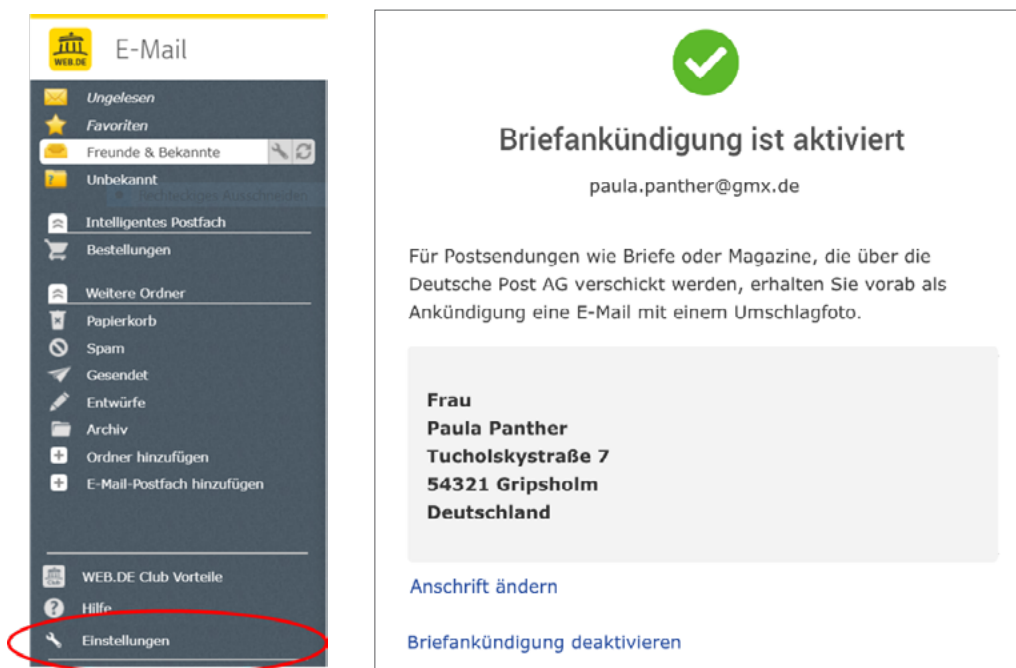 WEB.DE
E-Mail
Ungelesen
Favoriten
Freunde & Bekannte
Unbekannt
Rechteckiges Ausschneiden
Intelligentes Postfach
Bestellungen
Weitere Ordner
Papierkorb
Spam
Gesendet
Entwürfe
Archiv
Ordner hinzufügen
E-Mail-Postfach hinzufügen
Club
WEB.DE Club Vorteile
Hilfe
Einstellungen
Briefankündigung ist aktiviert
paula.panther@gmx.de
Für Postsendungen wie Briefe oder Magazine, die über die
Deutsche Post AG verschickt werden, erhalten Sie vorab als
Ankündigung eine E-Mail mit einem Umschlagfoto.
Frau
Paula Panther
Tucholskystraße 7
54321 Gripsholm
Deutschland
Anschrift ändern
Briefankündigung deaktivieren